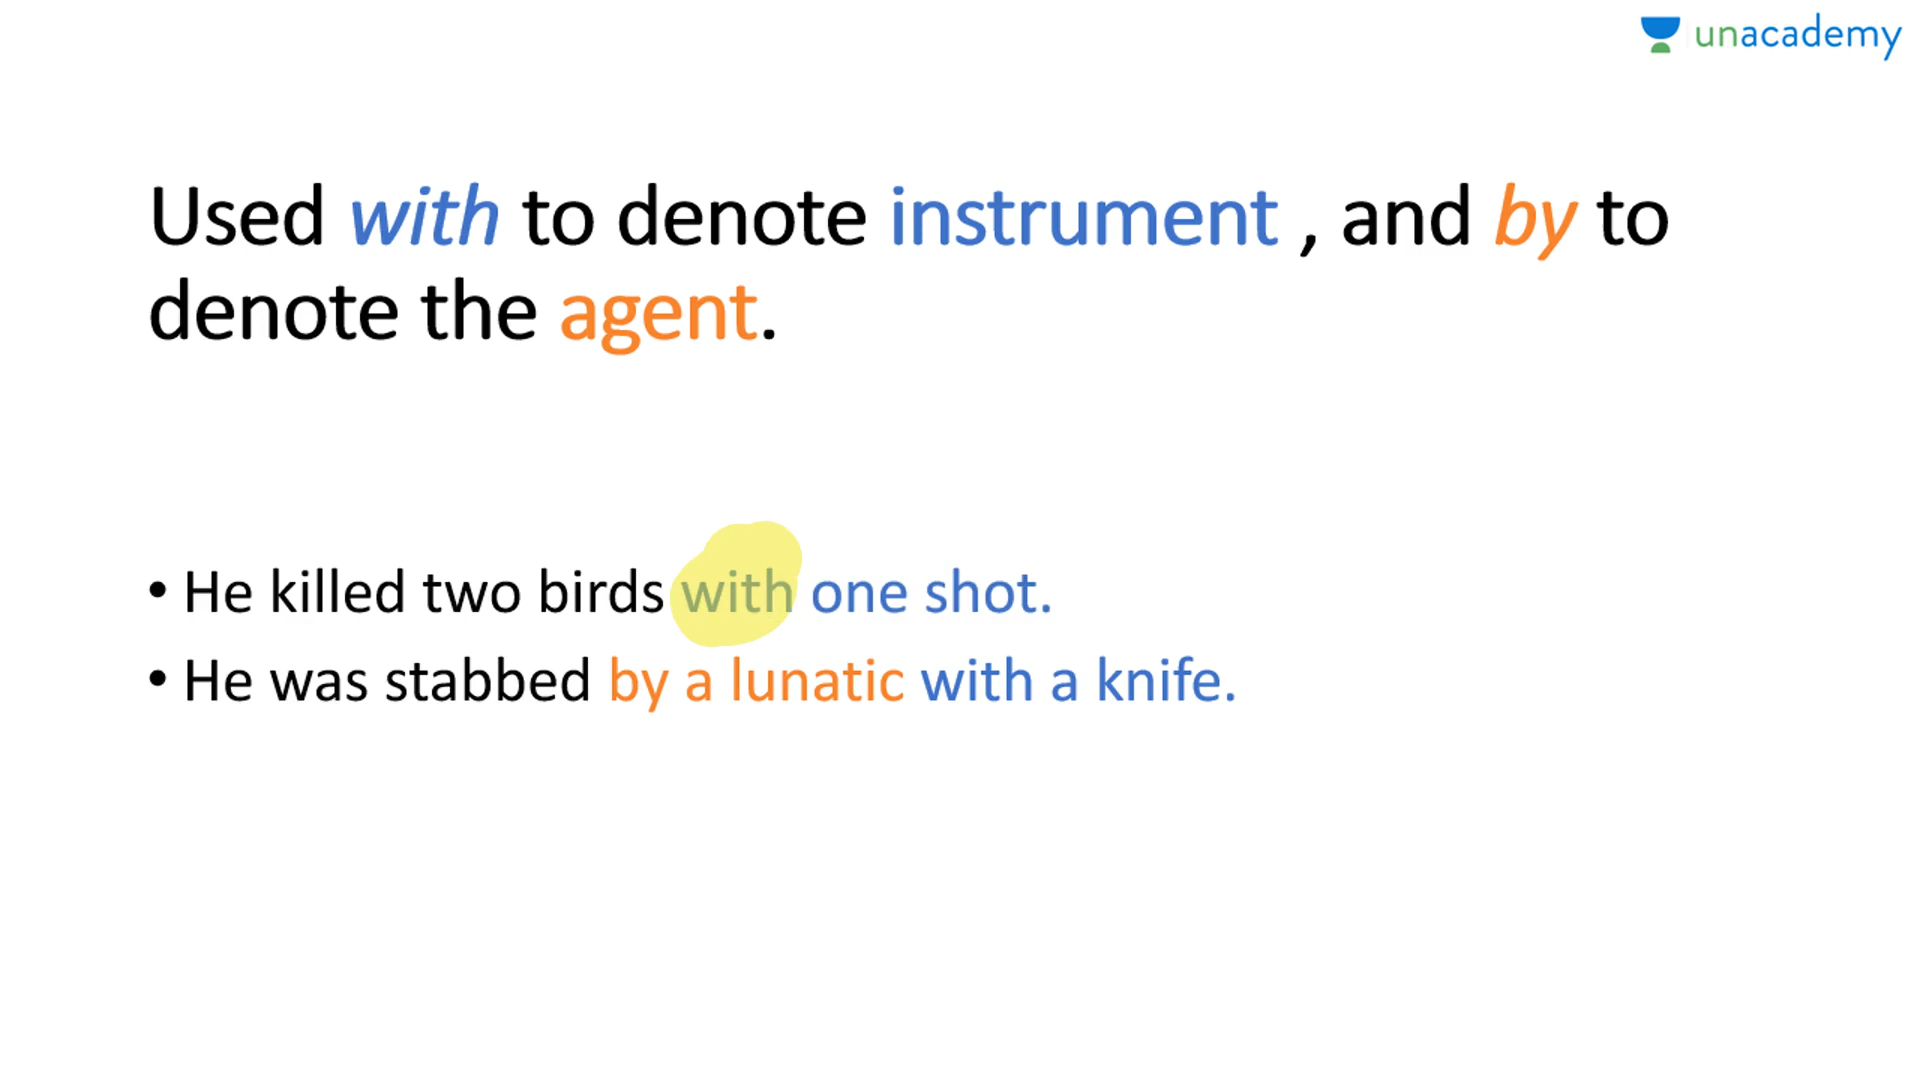 unacademy
Used with to denote instrument , and by to
denote the agent.
• He killed two birds with one shot.
• He was stabbed by a lunatic with a knife.